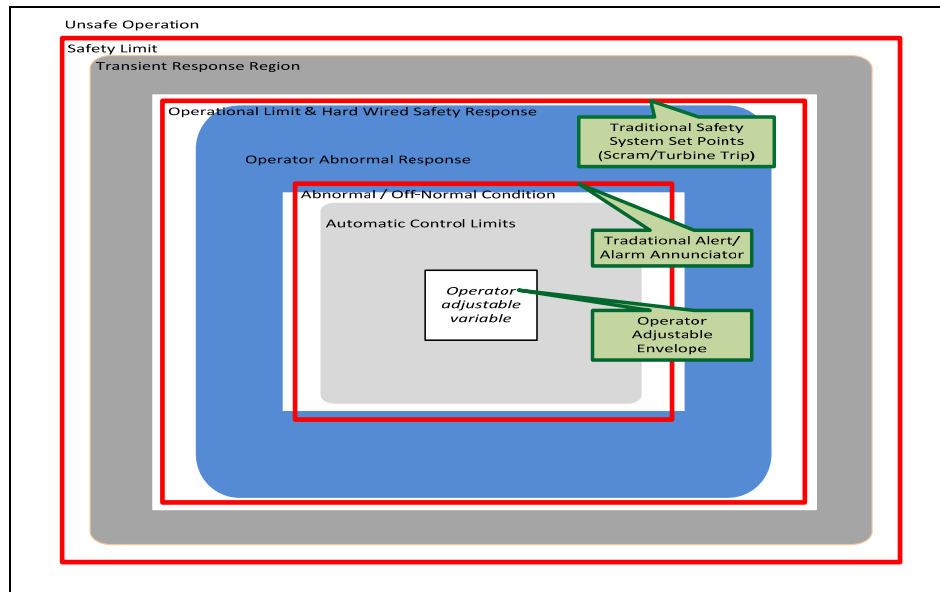 Unsafe Operation
Safety Limit
Transient Response Region
Operational Limit & Hard Wired Safety Response
Traditional Safety
System Set Points
(Scram/Turbine Trip)
Operator Abnormal Response
Abnormal / Off-Normal Condition
Automatic Control Limits
Tradational Alert/
Alarm Annunciator
Operator
adjustable
variable
Operator
Adjustable
Envelope